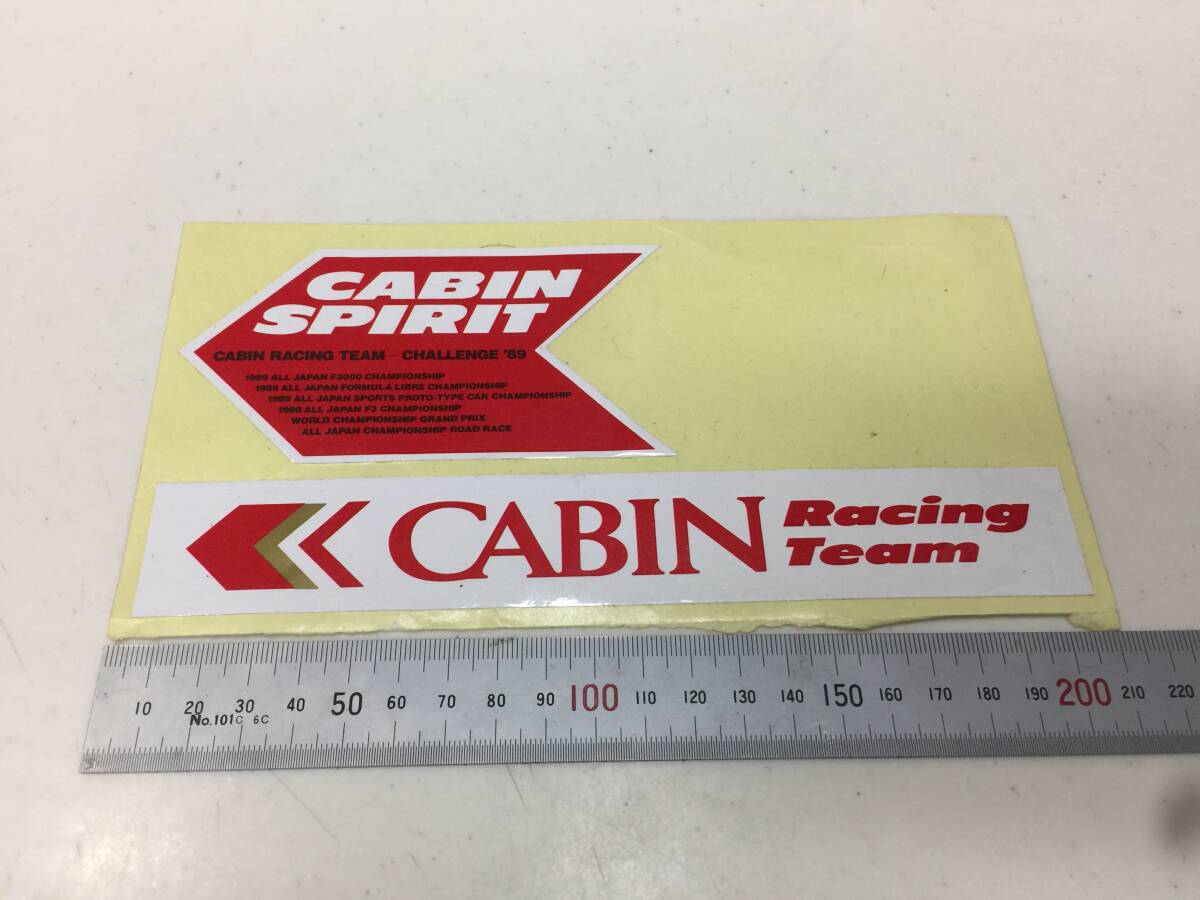 CABIN
SPIRIT
CABIN RACING TEAM — CHALLENGE '89
1989 ALL JAPAN F3000 CHAMPIONSHIP
1989 ALL JAPAN FORMULA LIBRE CHAMPIONSHIP
1989 ALL JAPAN SPORTS PROTO-TYPE CAR CHAMPIONSHIP
1989 ALL JAPAN F3 CHAMPIONSHIP
WORLD CHAMPIONSHIP GRAND PRIX
ALL JAPAN CHAMPIONSHIP ROAD RACE
CABIN Racing
Team
10 20 30 40 50 60 70 80 90 100 110 120 130 140 150 160 170 180 190 200 210 220
No.101C 6C